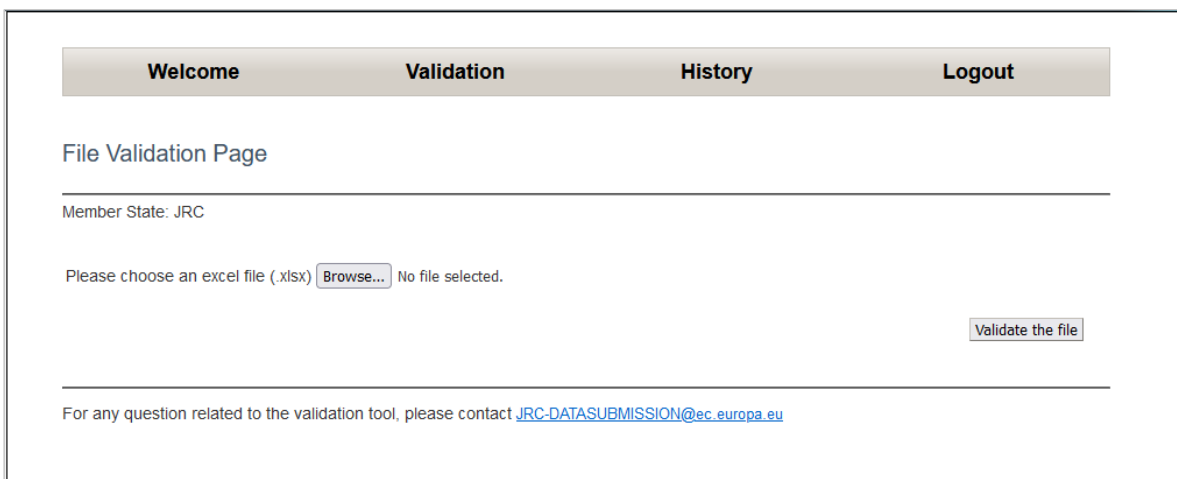 Welcome Validation History Logout
File Validation Page
Member State: JRC
Please choose an excel file (.xlsx) Browse... No file selected.
Validate the file
For any question related to the validation tool, please contact JRC-DATASUBMISSION@ec.europa.eu